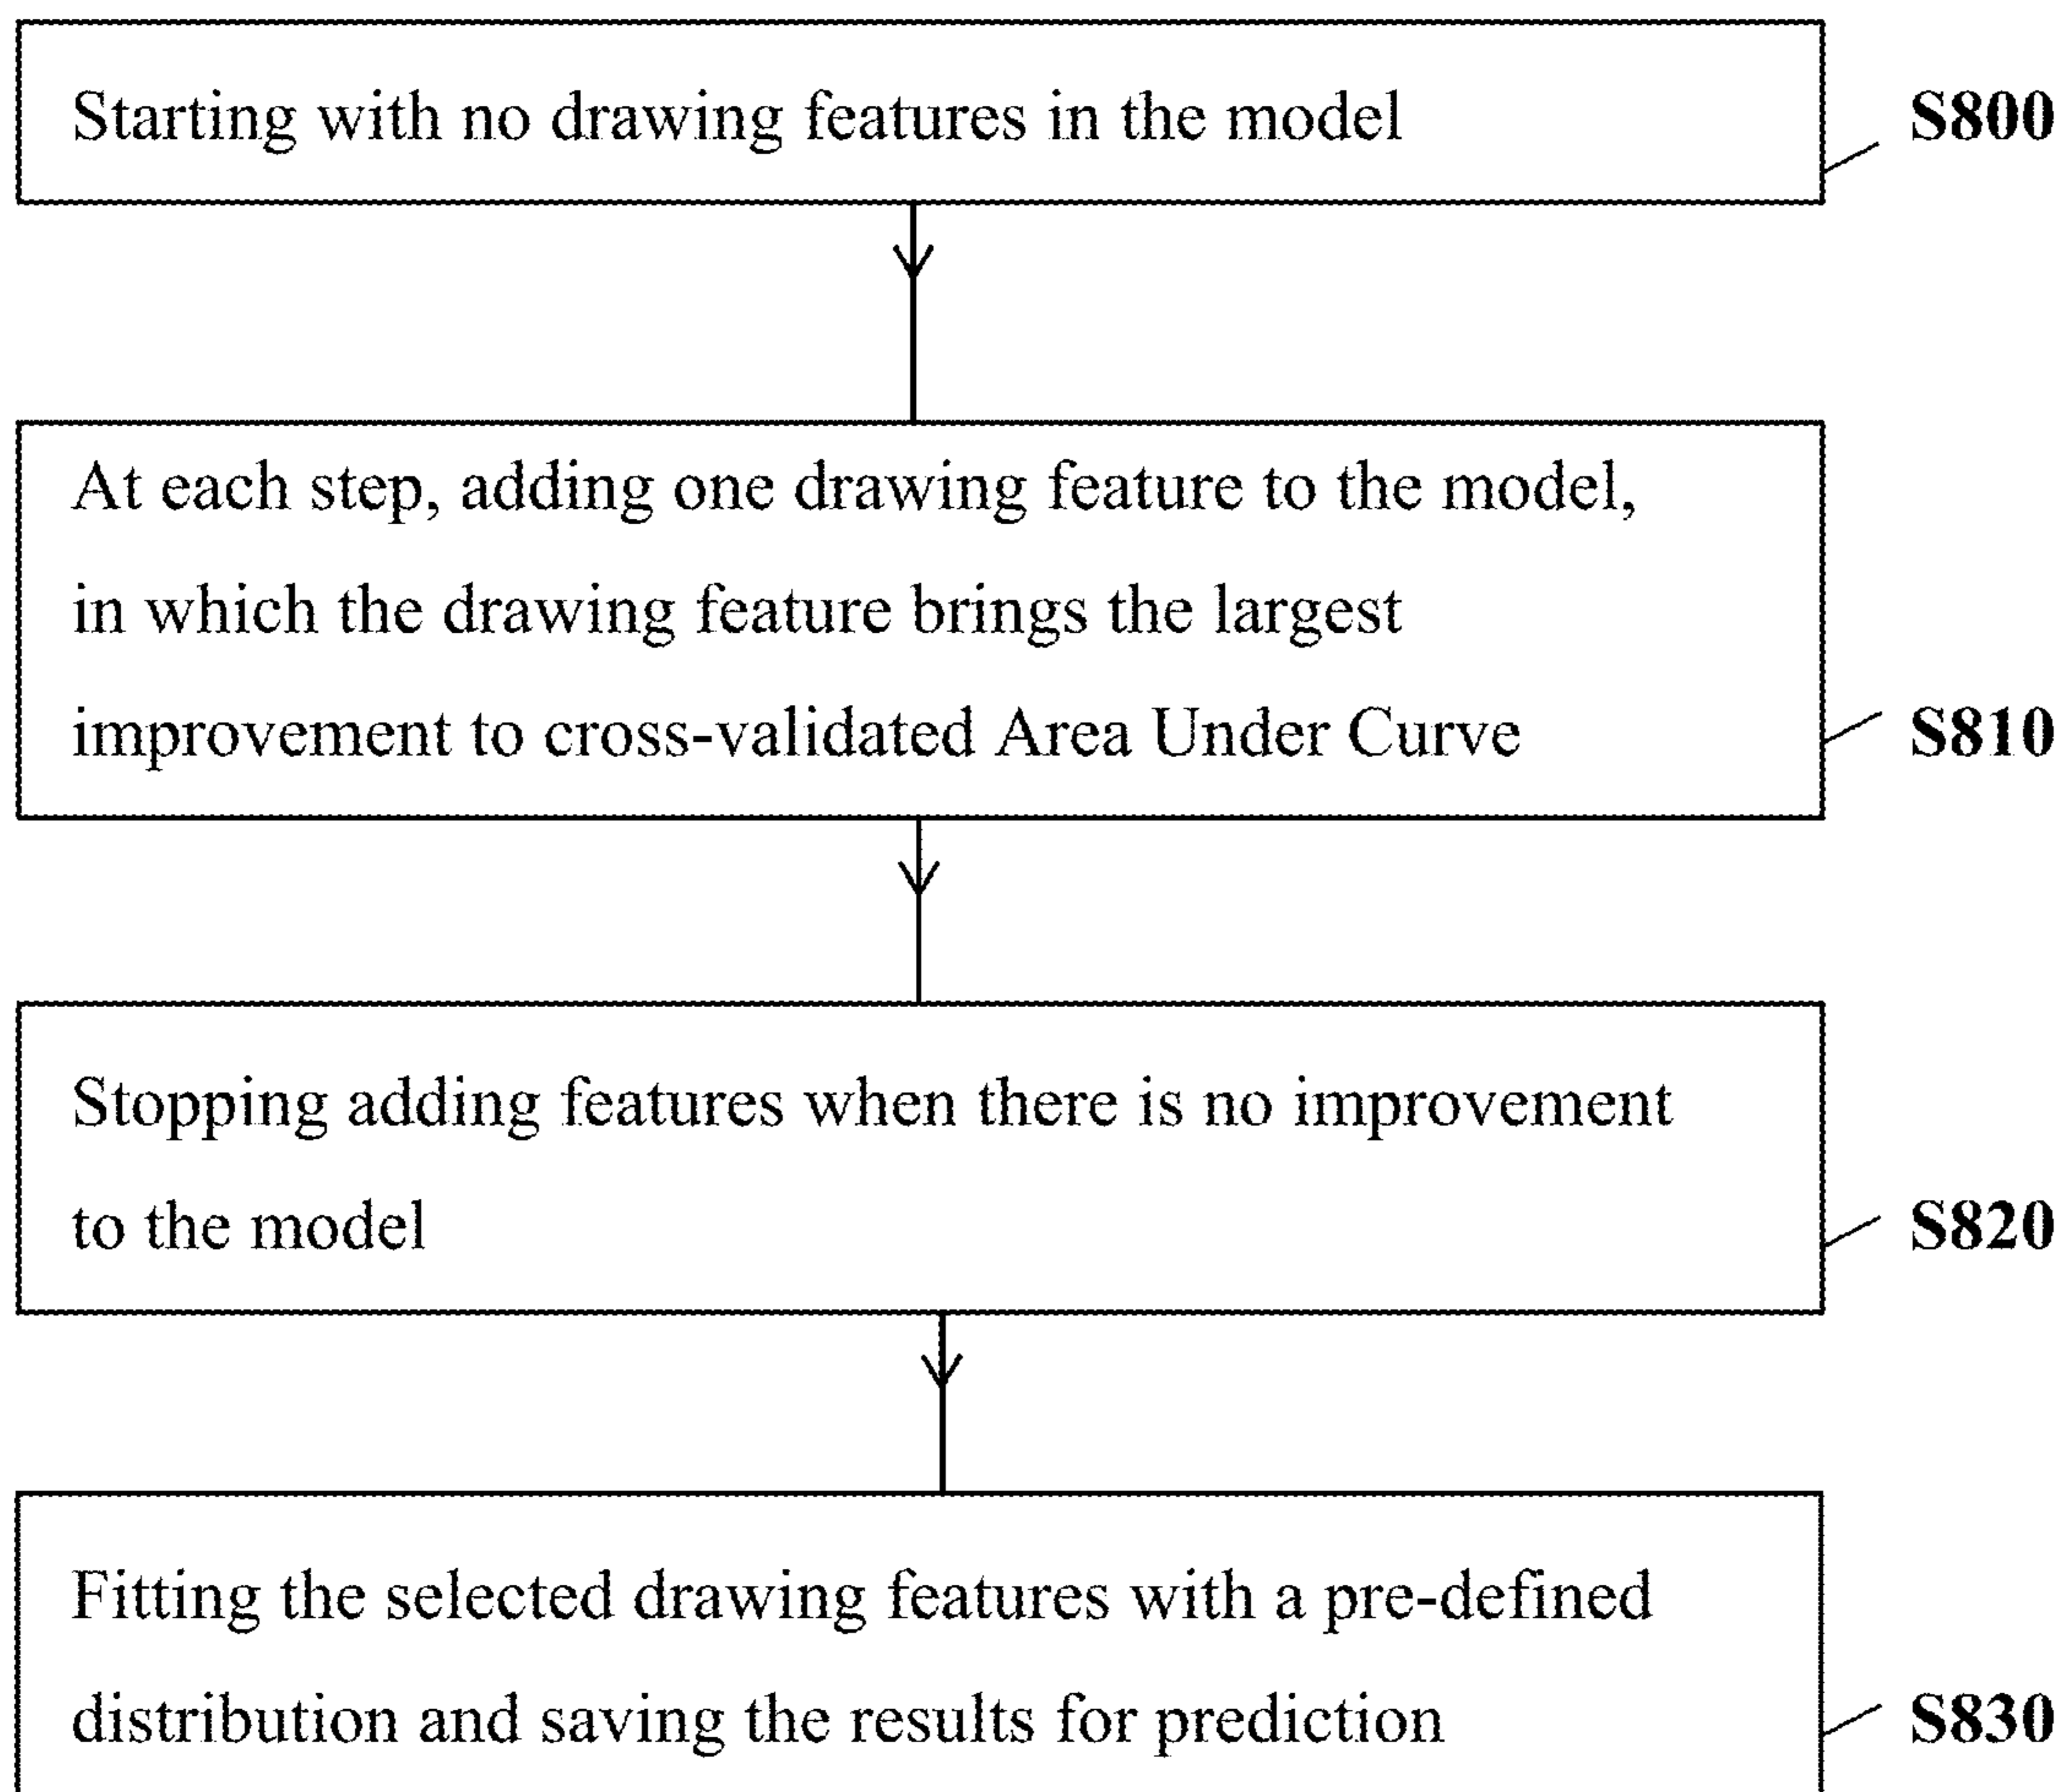 Starting with no drawing features in the model
S800
At each step, adding one drawing feature to the model,
in which the drawing feature brings the largest
improvement to cross-validated Area Under Curve
S810
Stopping adding features when there is no improvement
to the model
S820
Fitting the selected drawing features with a pre-defined
distribution and saving the results for prediction
S830